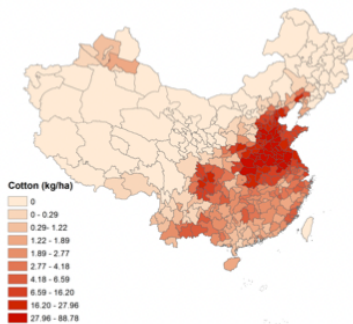 Cotton (kg/ha)
0
0 - 0.29
0.29- 1.22
1.22 - 1.89
1.89 - 2.77
2.77 - 4.18
4.18 - 6.59
6.59 - 16.20
16.20 - 27.96
27.96 - 88.78